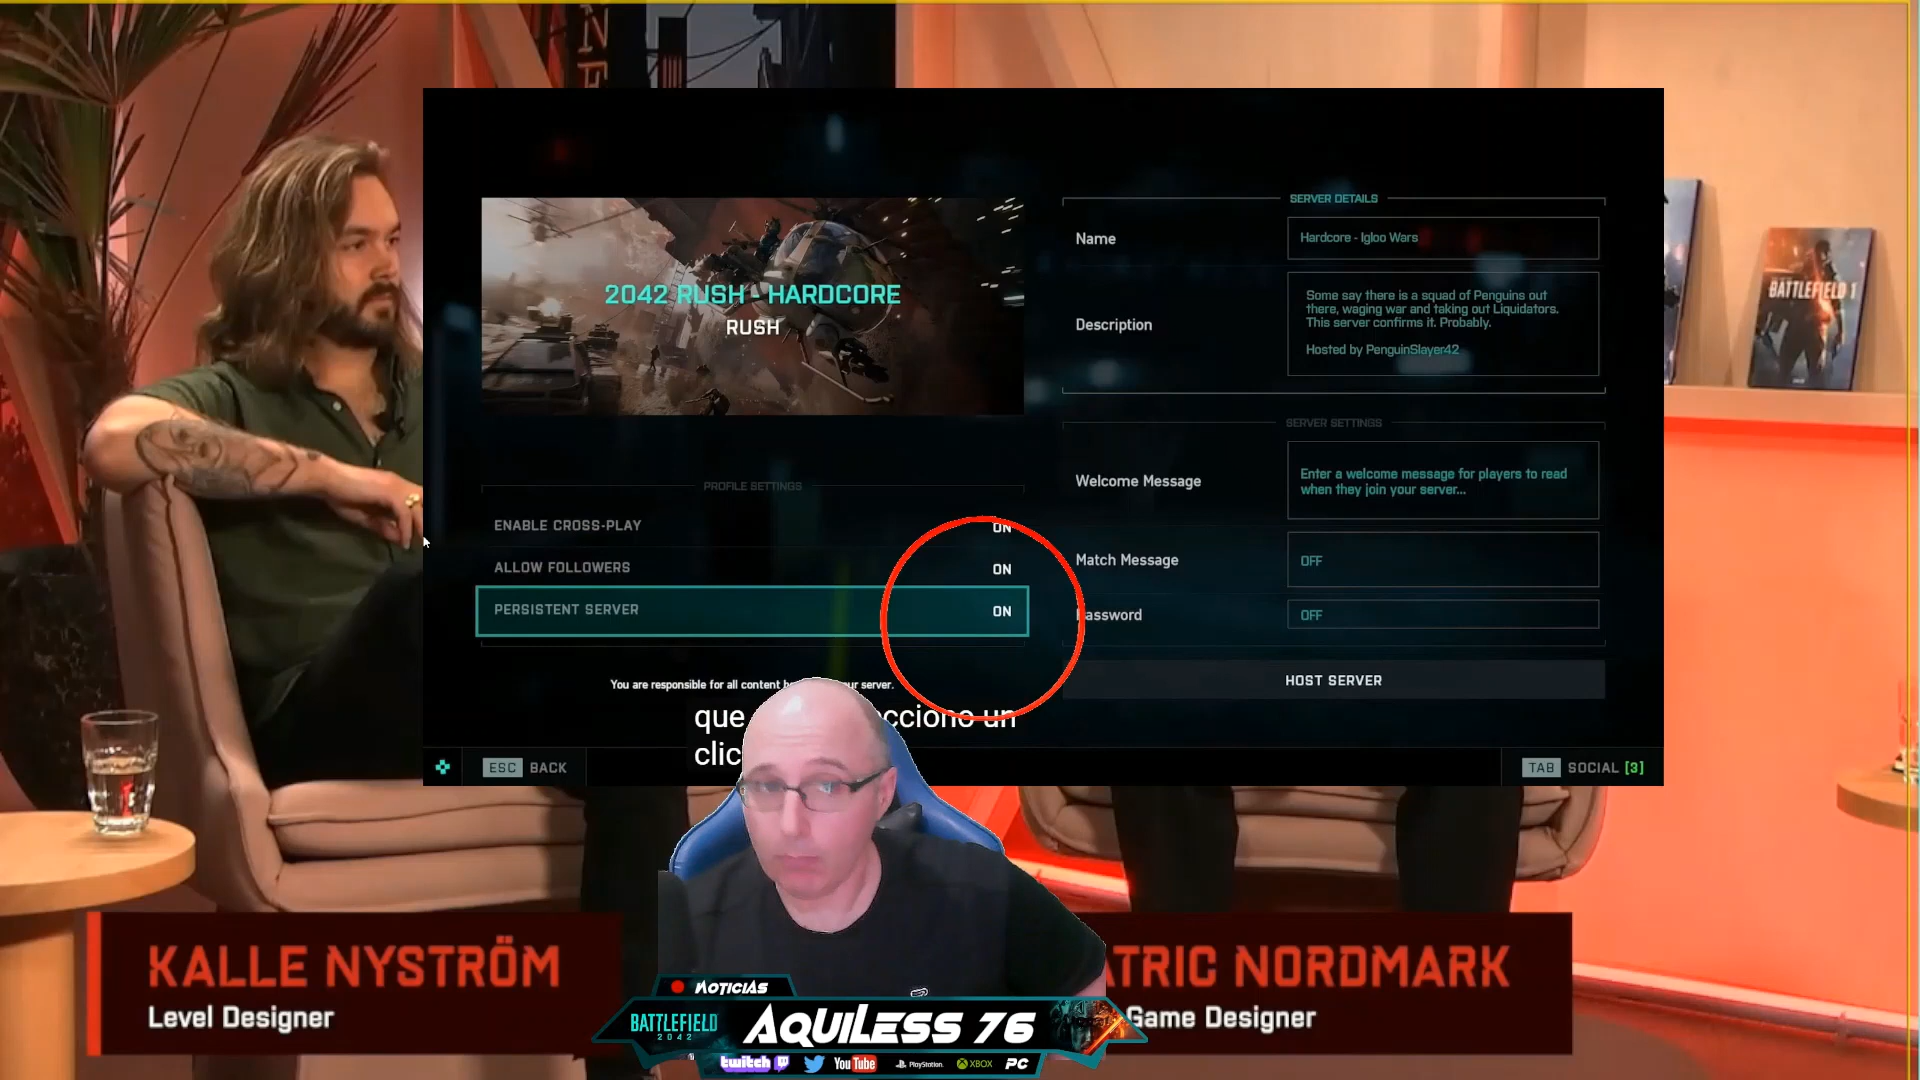 BATTLEFIELD 1
2042 RUSH - HARDCORE
RUSH
PROFILE SETTINGS
ENABLE CROSS-PLAY ON
ALLOW FOLLOWERS ON
PERSISTENT SERVER ON
You are responsible for all content server.
SERVER DETAILS
Name Hardcore - Igloo Wars
Description
Some say there is a squad of Penguins out
there, waging war and taking out Liquidators.
This server confirms it. Probably.
Hosted by PenguinSlayer42
SERVER SETTINGS
Welcome Message
Enter a welcome message for players to read
when they join your server...
Match Message OFF
Password OFF
HOST SERVER
que un
clic
ESC BACK
TAB SOCIAL [3]
KALLE NYSTRÖM
Level Designer
NORDMARK
Game Designer
NOTICIAS
BATTLEFIELD
2042
AQUILESS 76
twitch YouTube PlayStation XBOX PC